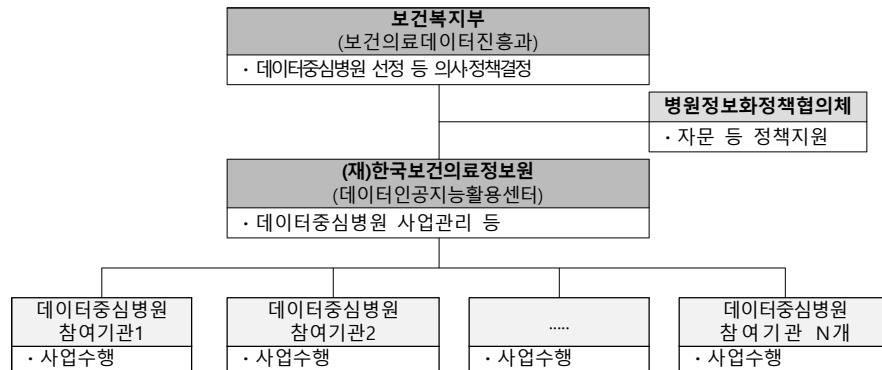 보건복지부
(보건의료데이터진흥과)
· 데이터중심병원 선정 등 의사정책결정
병원정보화정책협의체
· 자문 등 정책지원
(재)한국보건의료정보원
(데이터인공지능활용센터)
· 데이터중심병원 사업관리 등
데이터중심병원
참여기관1
· 사업수행
데이터중심병원
참여기관2
· 사업수행
.....
· 사업수행
데이터중심병원
참여기관 N개
· 사업수행